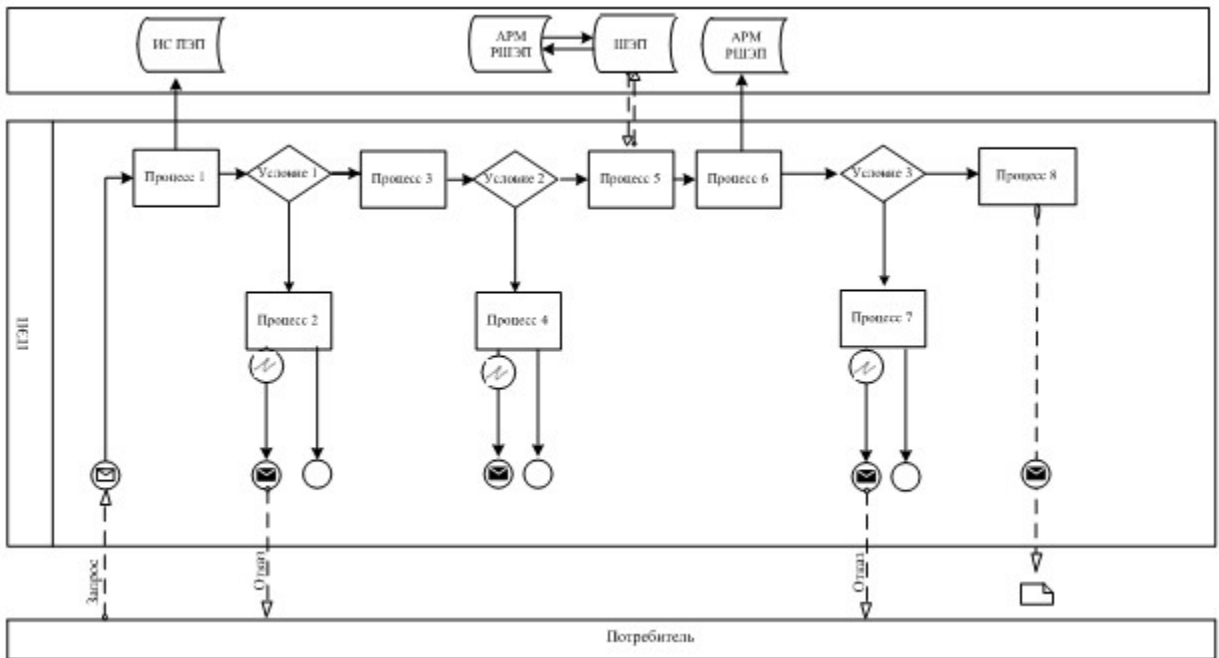 ИС ПЭП
АРМ
РШЭП
ШЭП
АРМ
РШЭП
Процесс 1
Условие 1
Процесс 3
Условие 2
Процесс 5
Процесс 6
Условие 3
Процесс 8
Процесс 2
Процесс 4
Процесс 7
ПЕП
Запрос
Отказ
Отказ
Потребитель